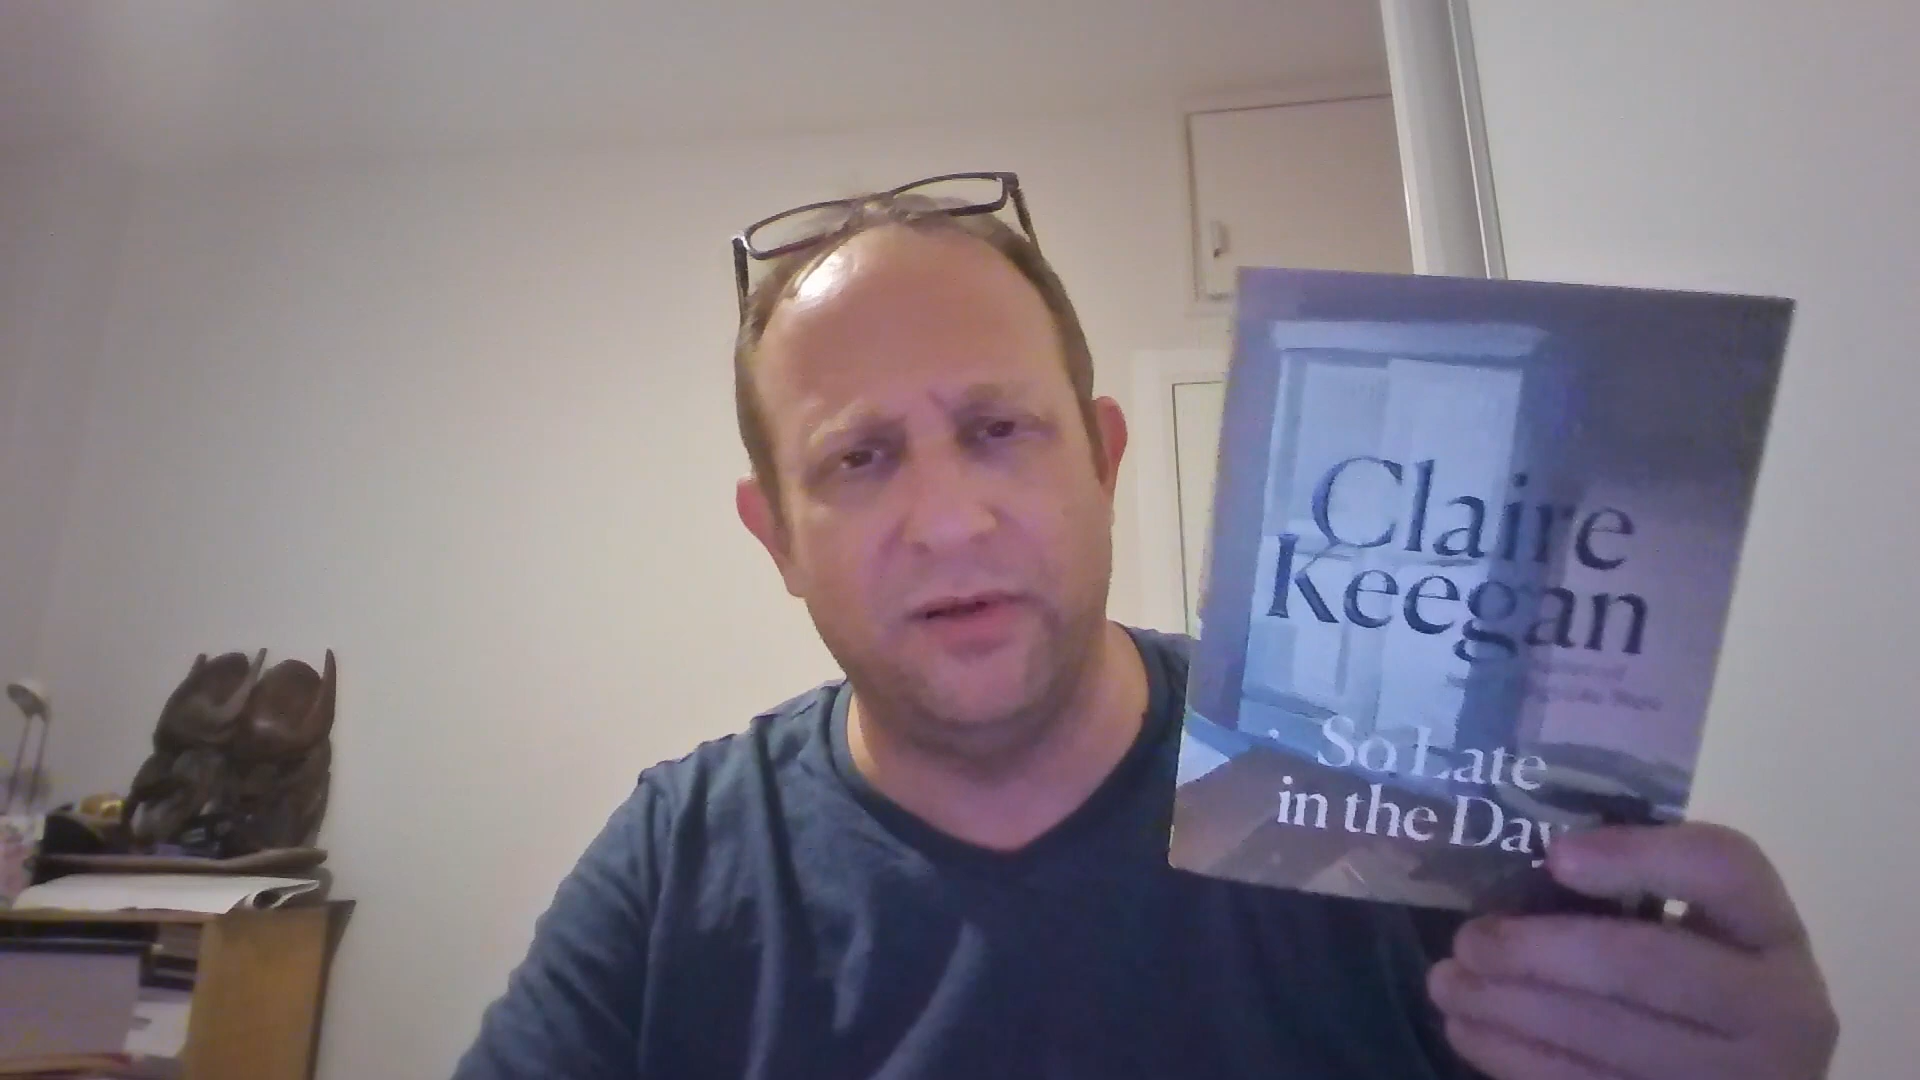 Claire
Keegan
So Late
in the Day